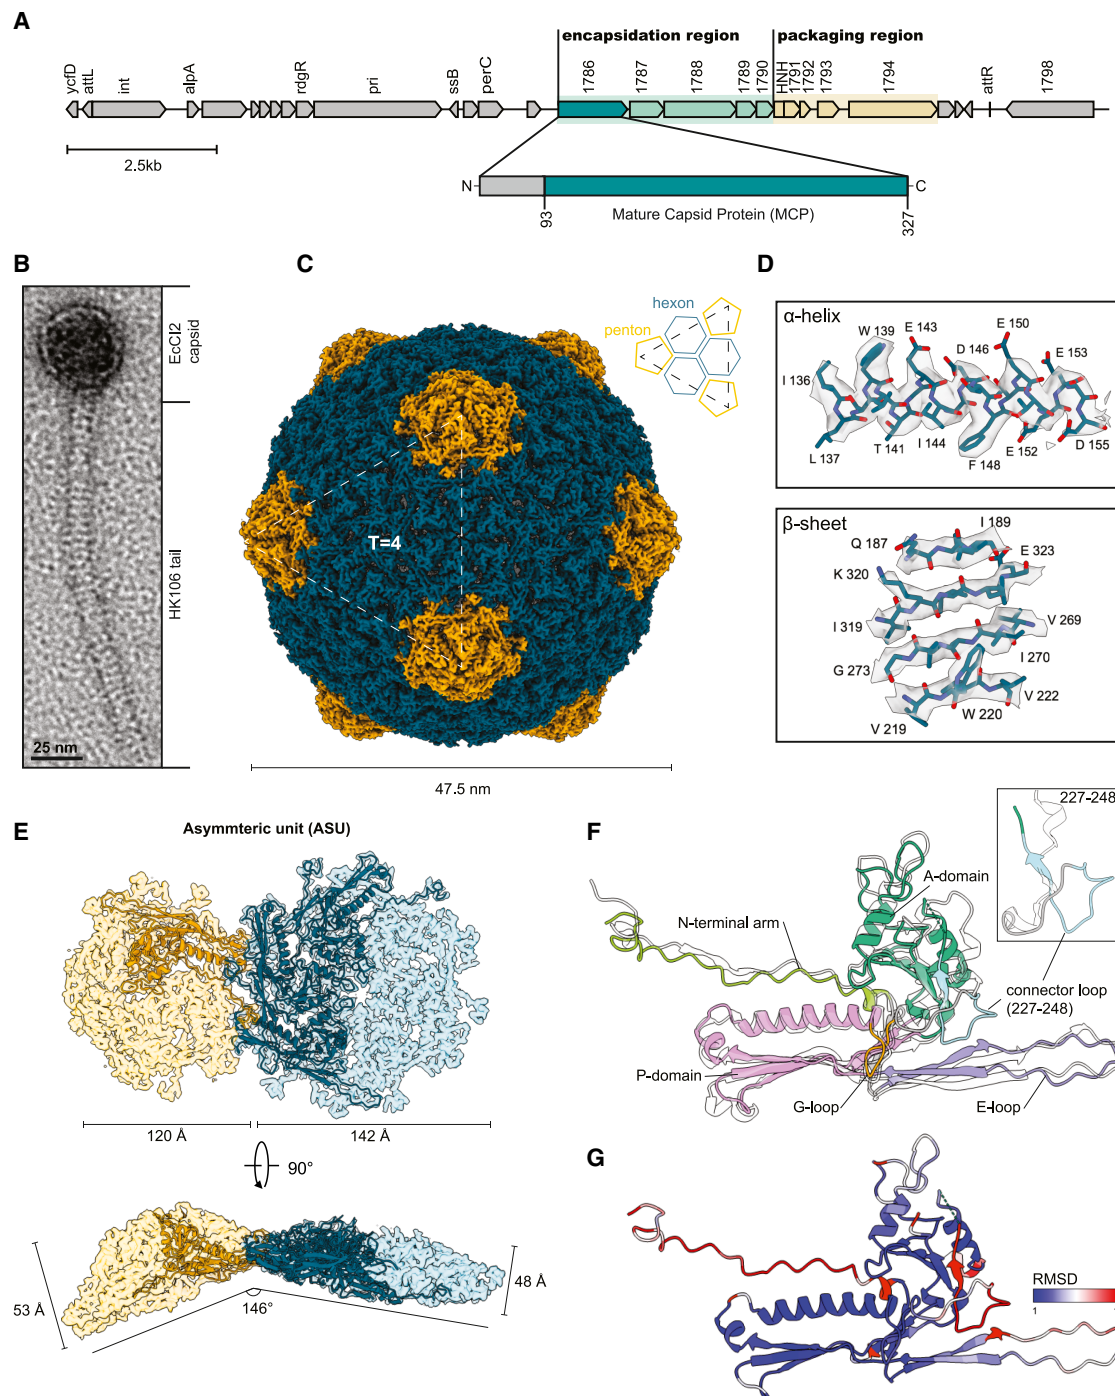 A
encapsidation region
packaging region
ycfD
attL
int
alpA
rdgR
pri
ssB
perC
1786
1787
1788
1789
1790
HNH
1791
1792
1793
1794
attR
1798
2.5kb
N
C
93
Mature Capsid Protein (MCP)
327
B
EcCI2
capsid
HK106 tail
25 nm
C
hexon
penton
T=4
47.5 nm
D
α-helix
W 139
E 143
E 150
D 146
E 153
I 136
L 137
T 141
I 144
F 148
E 152
D 155
β-sheet
I 189
Q 187
E 323
K 320
I 319
V 269
G 273
I 270
V 222
W 220
V 219
E
Asymmteric unit (ASU)
120 Å
142 Å
90°
53 Å
146°
48 Å
F
227-248
A-domain
N-terminal arm
connector loop
(227-248)
P-domain
G-loop
E-loop
G
RMSD
1